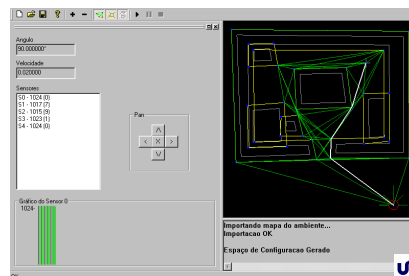 Angulo
90.000000°
Velocidade
0.020000
Sensores
S0 - 1024 (0)
S1 - 1017 (7)
S2 - 1015 (9)
S3 - 1023 (1)
S4 - 1024 (0)
Pan
X
Gráfico do Sensor 0
1024-
Importando mapa do ambiente...
Importacao OK
Espaço de Configuracao Gerado